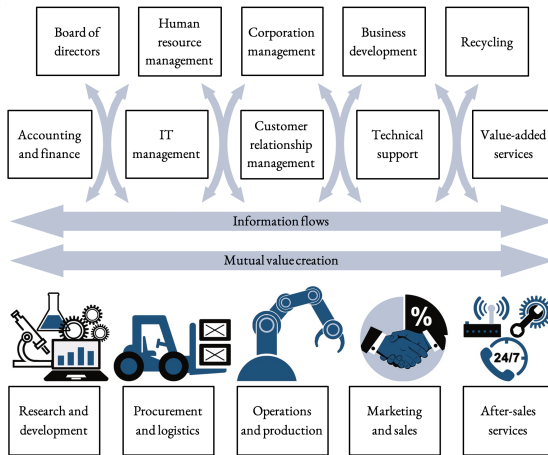 Board of
directors
Human
resource
management
Corporation
management
Business
development
Recycling
Accounting
and finance
IT
management
Customer
relationship
management
Technical
support
Value-added
services
Information flows
Mutual value creation
%
24/7
Research and
development
Procurement
and logistics
Operations
and production
Marketing
and sales
After-sales
services